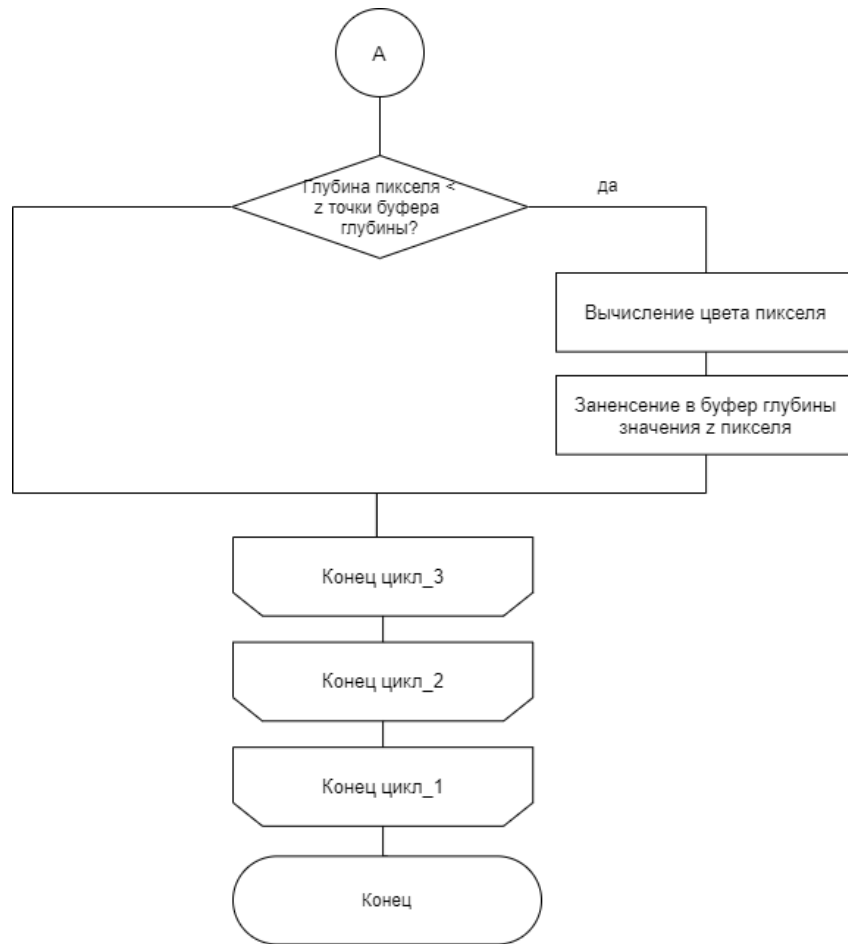 А
Глубина пикселя <
z точки буфера
глубины?
да
Вычисление цвета пикселя
Заненсение в буфер глубины
значения z пикселя
Конец цикл_3
Конец цикл_2
Конец цикл_1
Конец